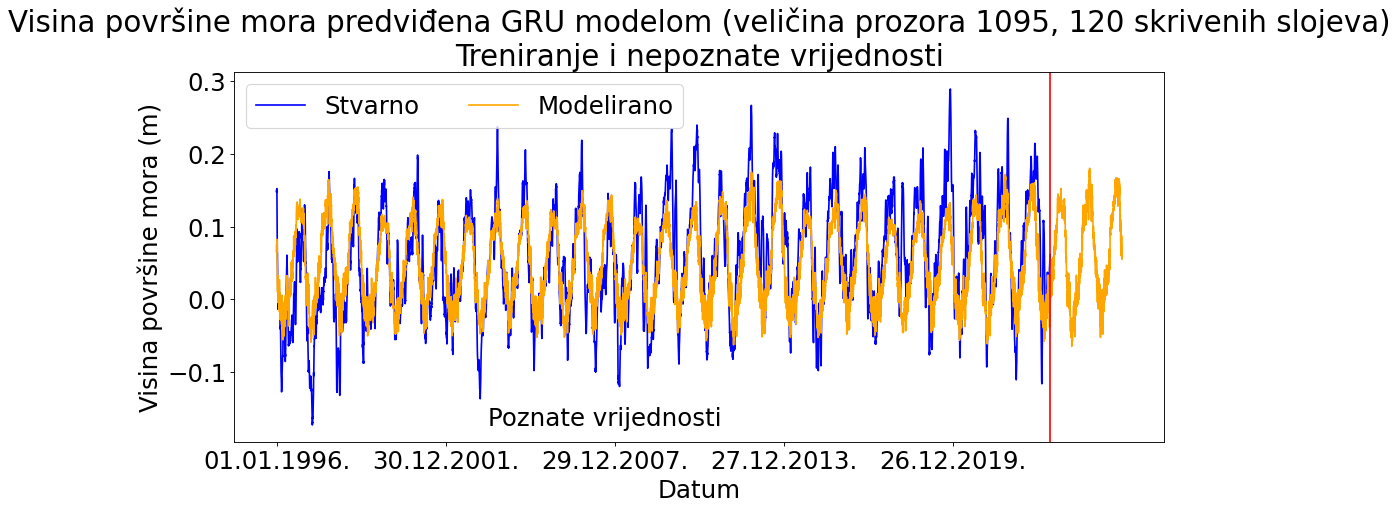 Visina površine mora predviđena GRU modelom (veličina prozora 1095, 120 skrivenih slojeva)
Treniranje i nepoznate vrijednosti
Stvarno Modelirano
Visina površine mora (m)
0.3
0.2
0.1
0.0
−0.1
Poznate vrijednosti
01.01.1996. 30.12.2001. 29.12.2007. 27.12.2013. 26.12.2019.
Datum